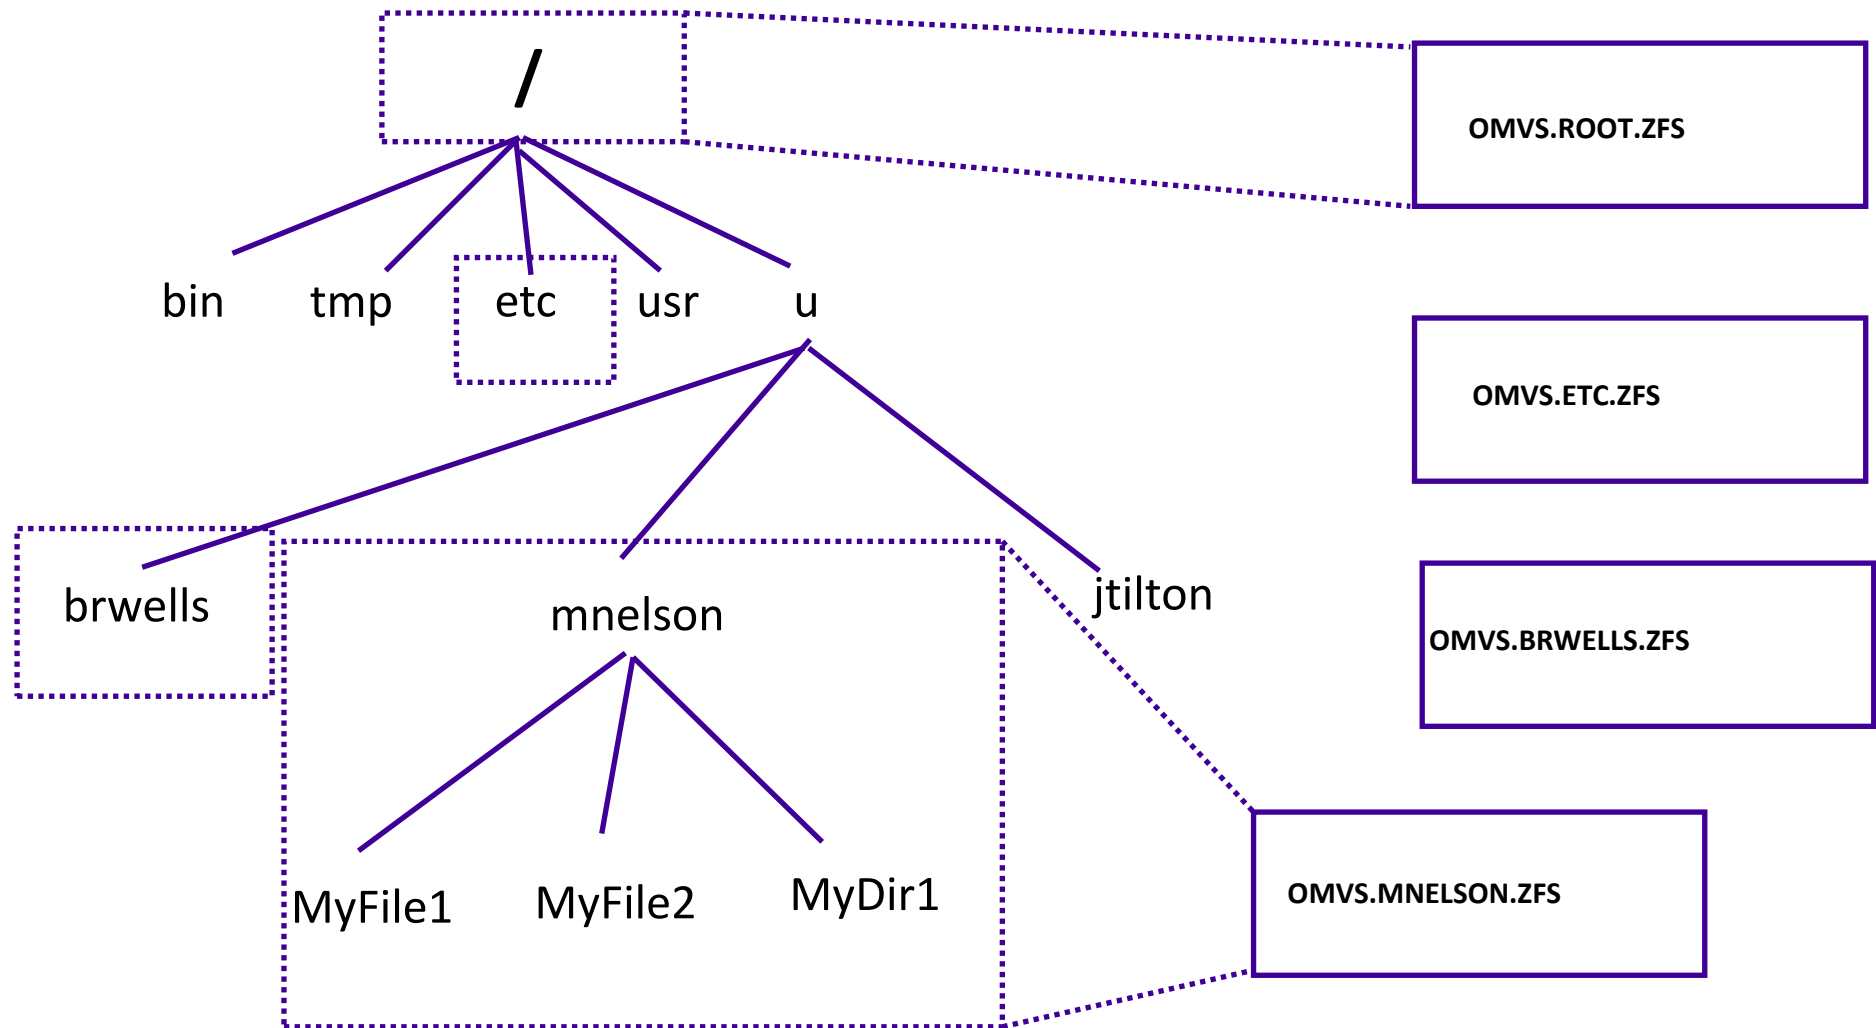 /
OMVS.ROOT.ZFS
bin tmp etc usr u
OMVS.ETC.ZFS
brwells mnelson jtilton
OMVS.BRWELLS.ZFS
MyFile1 MyFile2 MyDir1
OMVS.MNELSON.ZFS